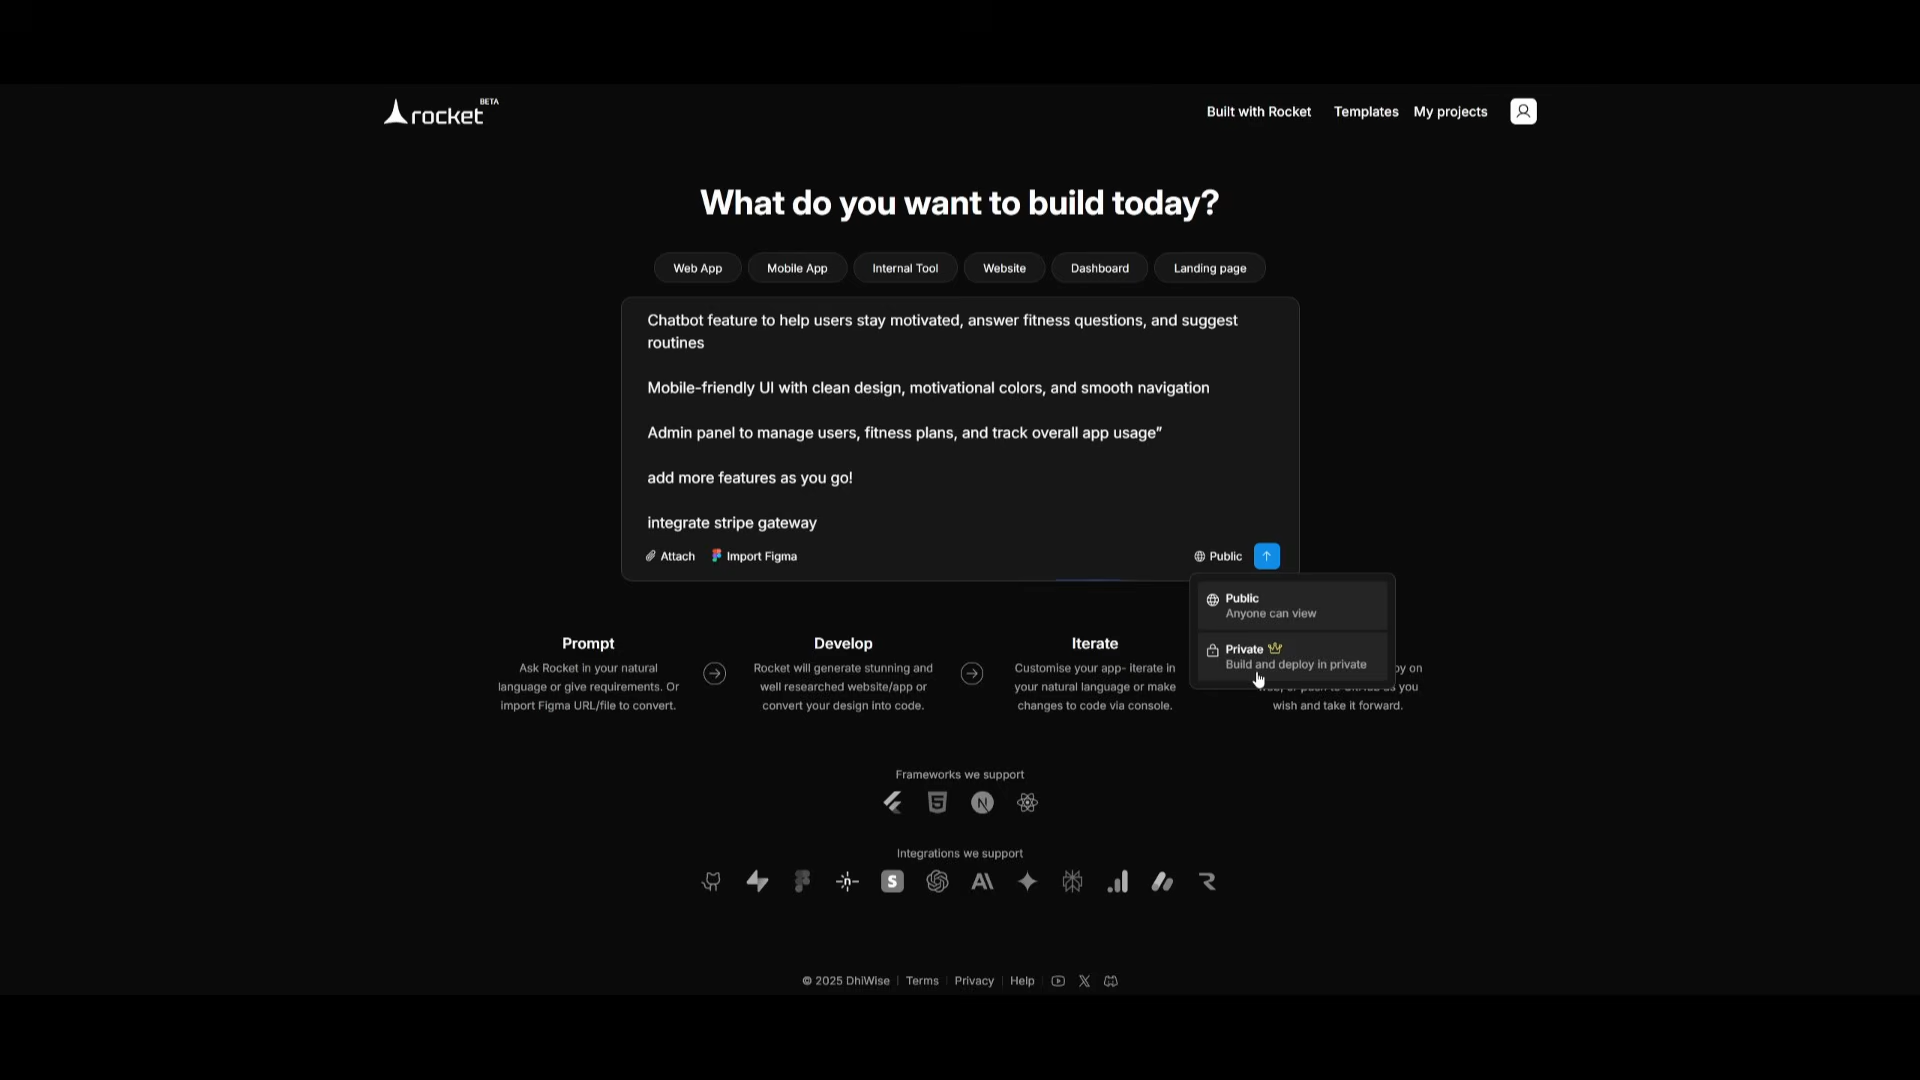 rocket BETA
Built with Rocket Templates My projects
What do you want to build today?
Web App Mobile App Internal Tool Website Dashboard Landing page
Chatbot feature to help users stay motivated, answer fitness questions, and suggest
routines
Mobile-friendly UI with clean design, motivational colors, and smooth navigation
Admin panel to manage users, fitness plans, and track overall app usage”
add more features as you go!
integrate stripe gateway
Attach Import Figma Public
Public
Anyone can view
Private
Build and deploy in private
Prompt
Ask Rocket in your natural
language or give requirements. Or
import Figma URL/file to convert.
Develop
Rocket will generate stunning and
well researched website/app or
convert your design into code.
Iterate
Customise your app- iterate in
your natural language or make
changes to code via console.
on
you
wish and take it forward.
Frameworks we support
N
Integrations we support
S
© 2025 DhiWise Terms Privacy Help